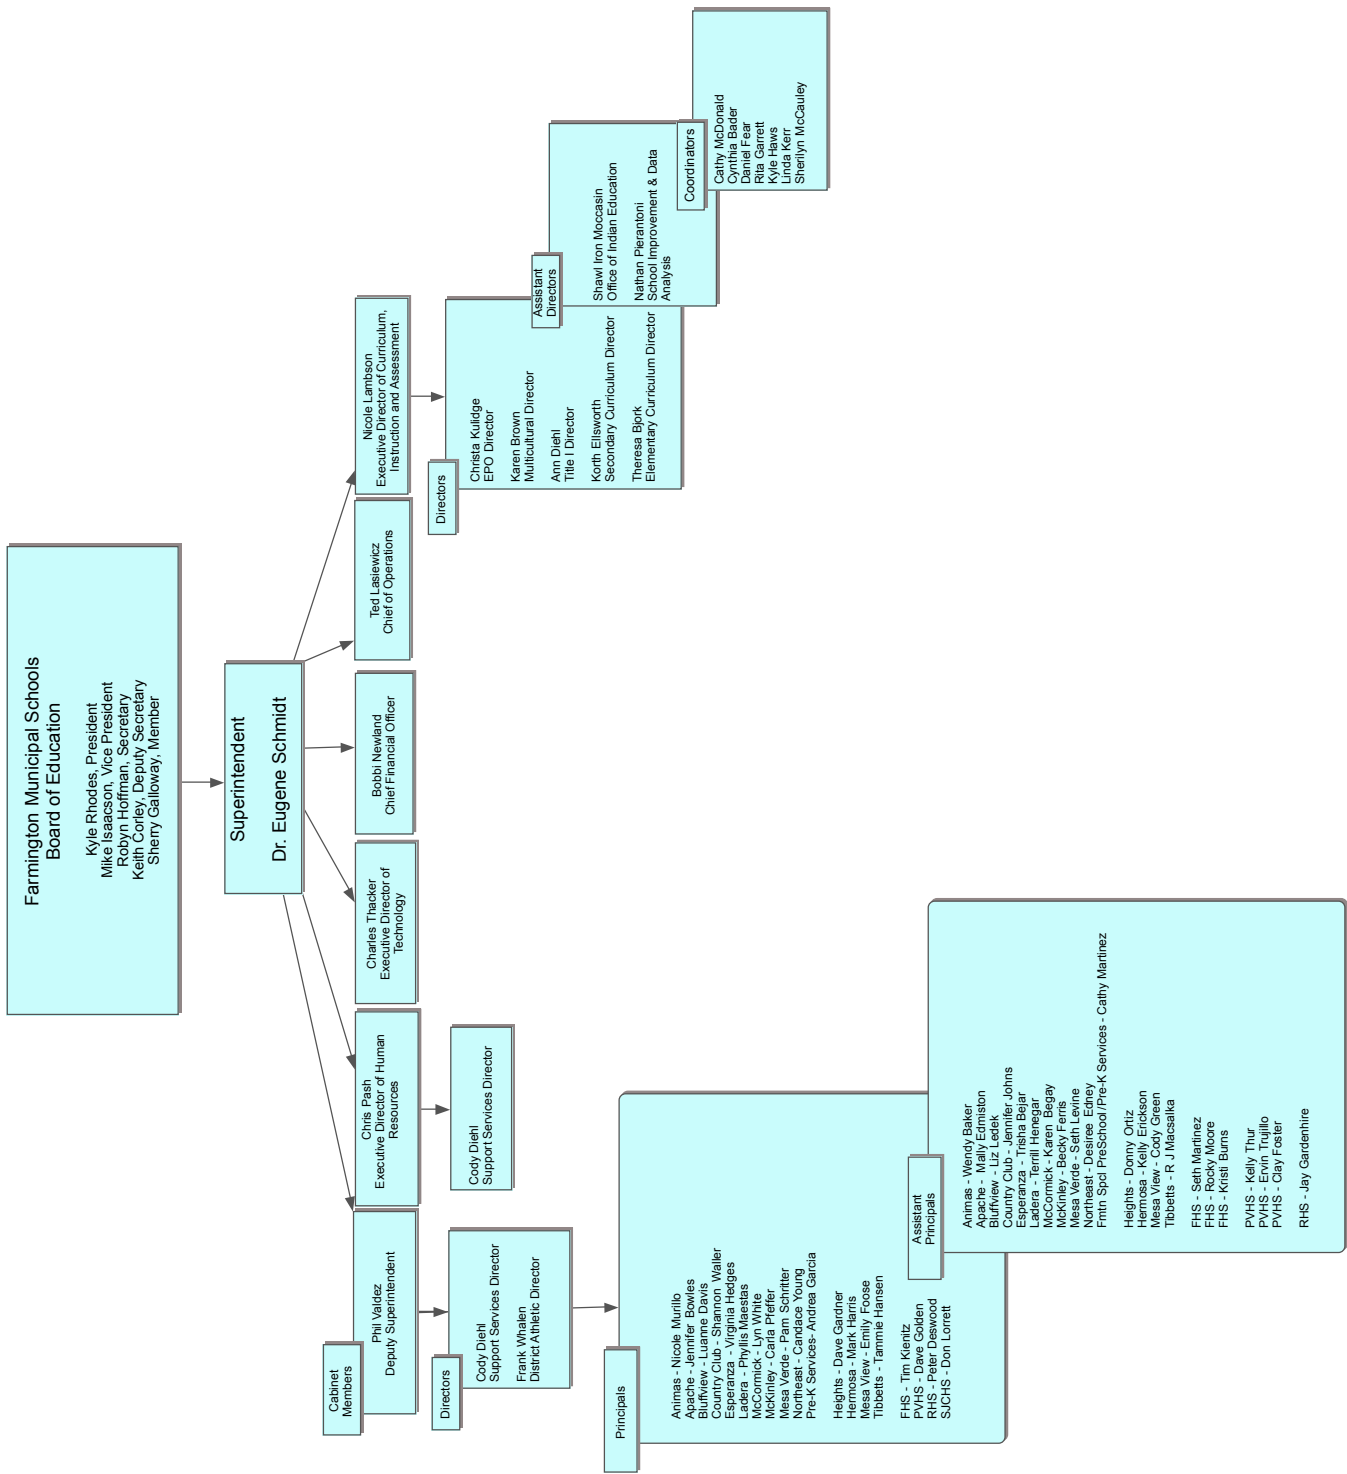 Farmington Municipal Schools
Board of Education
Kyle Rhodes, President
Mike Isaacson, Vice President
Robyn Hoffman, Secretary
Keith Corley, Deputy Secretary
Sherry Galloway, Member
Superintendent
Dr. Eugene Schmidt
Cabinet
Members
Phil Valdez
Deputy Superintendent
Chris Pash
Executive Director of Human
Resources
Charles Thacker
Executive Director of
Technology
Bobbi Newland
Chief Financial Officer
Ted Lasiewicz
Chief of Operations
Nicole Lambson
Executive Director of Curriculum,
Instruction and Assessment
Directors
Cody Diehl
Support Services Director
Frank Whalen
District Athletic Director
Cody Diehl
Support Services Director
Directors
Christa Kulidge
EPO Director
Karen Brown
Multicultural Director
Ann Diehl
Title I Director
Korth Ellsworth
Secondary Curriculum Director
Theresa Bjork
Elementary Curriculum Director
Assistant
Directors
Shawl Iron Moccasin
Office of Indian Education
Nathan Pierantoni
School Improvement & Data
Analysis
Coordinators
Cathy McDonald
Cynthia Bader
Daniel Fear
Rita Garrett
Kyle Haws
Linda Kerr
Sherilyn McCauley
Principals
Animas - Nicole Murillo
Apache - Jennifer Bowles
Bluffview - Luanne Davis
Country Club - Shannon Waller
Esperanza - Virginia Hedges
Ladera - Phyllis Maestas
McCormick - Lyn White
McKinley - Carla Pfeffer
Mesa Verde - Pam Schritter
Northeast - Candace Young
Pre-K Services- Andrea Garcia
Heights - Dave Gardner
Hermosa - Mark Harris
Mesa View - Emily Foose
Tibbetts - Tammie Hansen
FHS - Tim Kienitz
PVHS - Dave Golden
RHS - Peter Deswood
SJCHS - Don Lorrett
Assistant
Principals
Animas - Wendy Baker
Apache - Mally Edmiston
Bluffview - Liz Ledek
Country Club - Jennifer Johns
Esperanza - Trisha Bejar
Ladera - Terrill Henegar
McCormick - Karen Begay
McKinley - Becky Ferris
Mesa Verde - Seth Levine
Northeast - Desiree Edney
Fmtn Spcl PreSchool/Pre-K Services - Cathy Martinez
Heights - Donny Ortiz
Hermosa - Kelly Erickson
Mesa View - Cody Green
Tibbetts - R J Macsalka
FHS - Seth Martinez
FHS - Rocky Moore
FHS - Kristi Burns
PVHS - Kelly Thur
PVHS - Ervin Trujillo
PVHS - Clay Foster
RHS - Jay Gardenhire